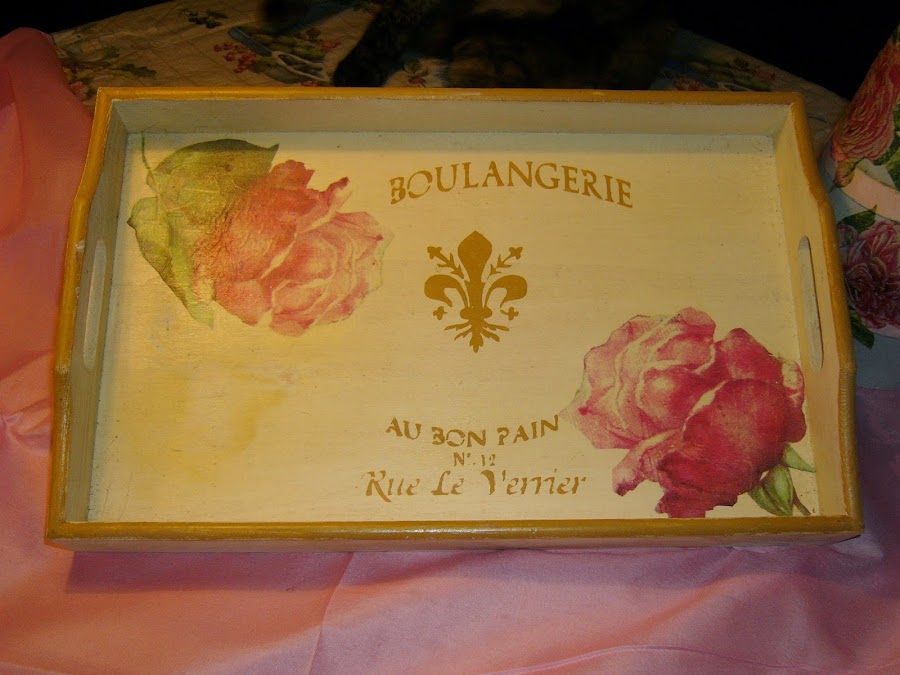 BOULANGERIE
AU BON PAIN
N°. 12
Rue Le Verrier